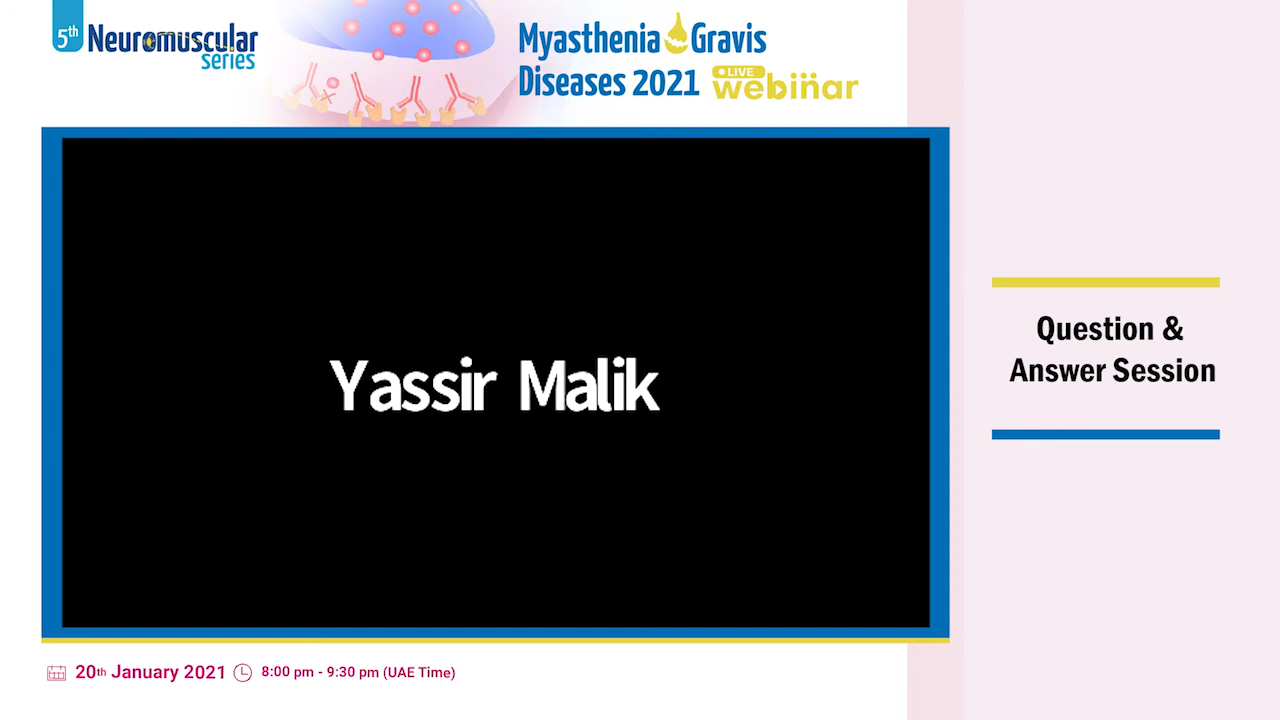 5th Neuromuscular
series
Myasthenia Gravis
Diseases 2021 LIVE webinar
Yassir Malik
Question &
Answer Session
20th January 2021 8:00 pm - 9:30 pm (UAE Time)